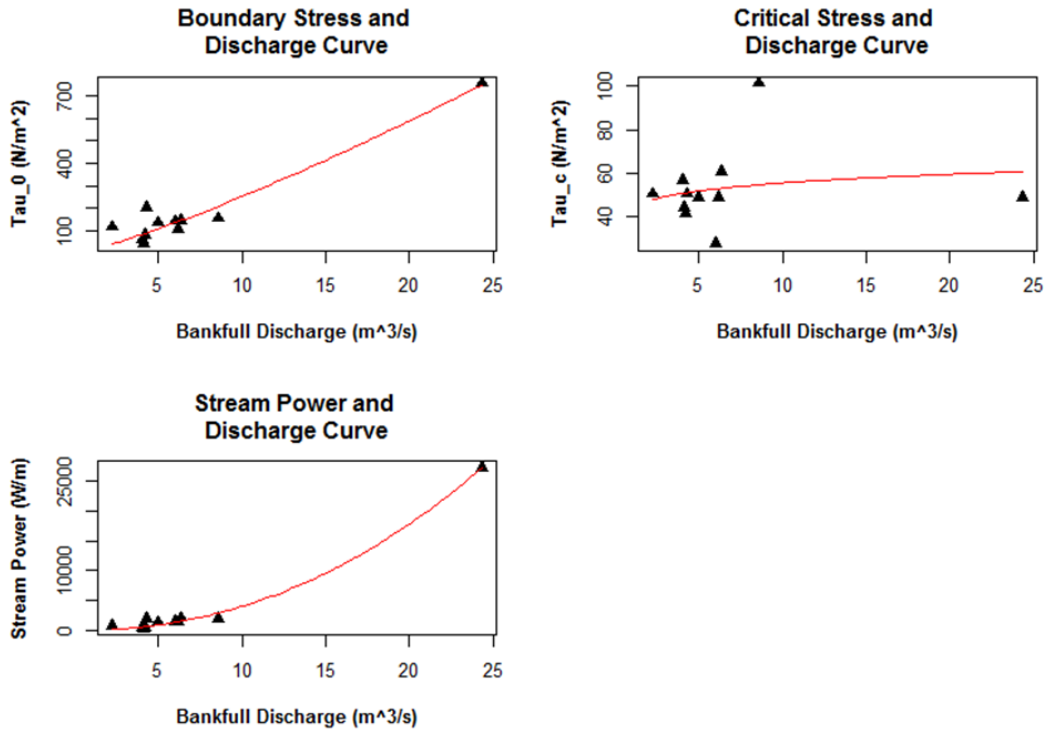 Boundary Stress and
Discharge Curve
Tau_0 (N/m^2)
700
400
100
5 10 15 20 25
Bankfull Discharge (m^3/s)
Critical Stress and
Discharge Curve
Tau_c (N/m^2)
100
80
60
40
5 10 15 20 25
Bankfull Discharge (m^3/s)
Stream Power and
Discharge Curve
Stream Power (W/m)
25000
10000
0
5 10 15 20 25
Bankfull Discharge (m^3/s)